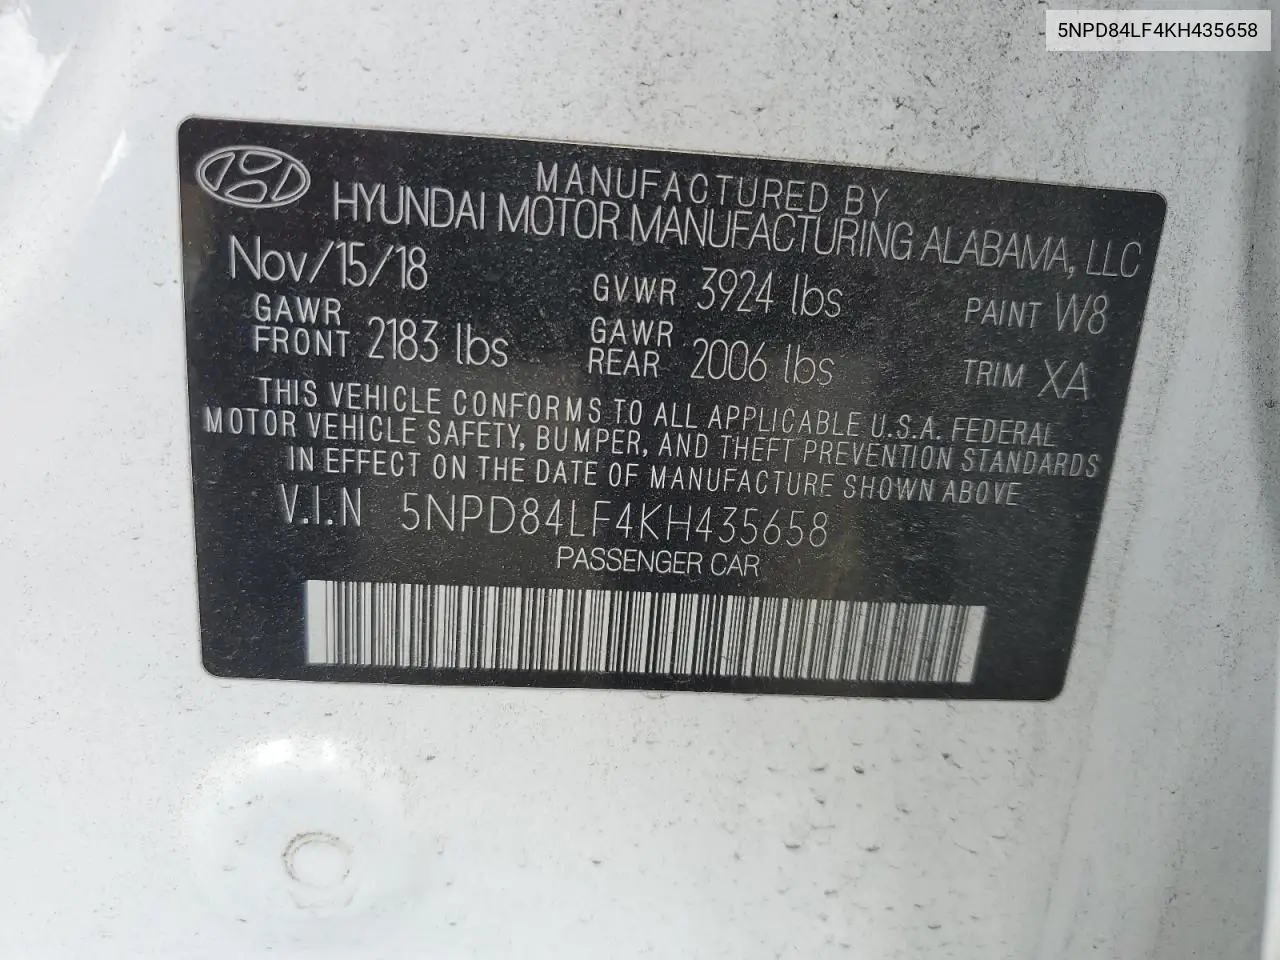 5NPD84LF4KH435658
MANUFACTURED BY
HYUNDAI MOTOR MANUFACTURING ALABAMA, LLC
Nov/15/18 GVWR 3924 lbs PAINT W8
GAWR FRONT 2183 lbs GAWR REAR 2006 lbs TRIM XA
THIS VEHICLE CONFORMS TO ALL APPLICABLE U.S.A. FEDERAL
MOTOR VEHICLE SAFETY, BUMPER, AND THEFT PREVENTION STANDARDS
IN EFFECT ON THE DATE OF MANUFACTURE SHOWN ABOVE
V.I.N 5NPD84LF4KH435658
PASSENGER CAR